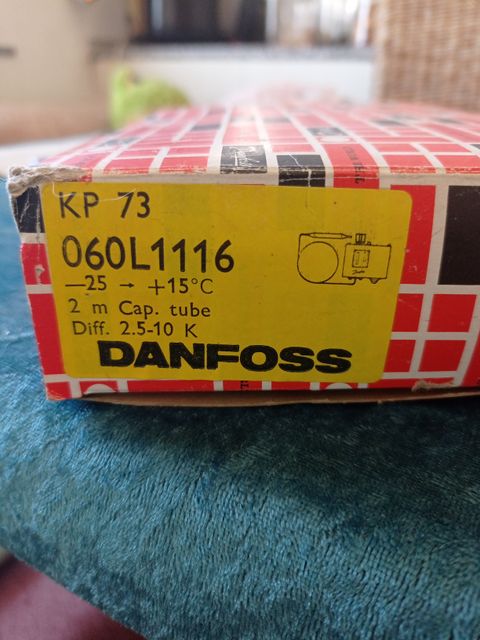 KP 73
060L1116
—25 → +15°C
2 m Cap. tube
Diff. 2.5-10 K
DANFOSS